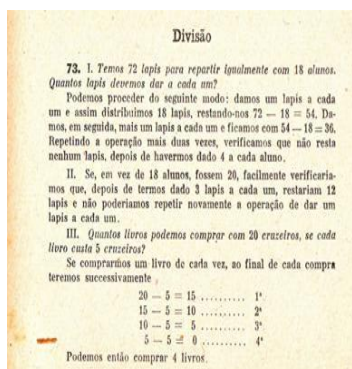 Divisão
73. I. Temos 72 lapis para repartir igualmente com 18 alunos.
Quantos lapis devemos dar a cada um?
Podemos proceder do seguinte modo: damos um lapis a cada
um e assim distribuimos 18 lapis, restando-nos 72 — 18 = 54. Da-
mos, em seguida, mais um lapis a cada um e ficamos com 54 — 18 = 36.
Repetindo a operação mais duas vezes, verificamos que não resta
nenhum lapis, depois de havermos dado 4 a cada aluno.
II. Se, em vez de 18 alunos, fossem 20, facilmente verificaria-
mos que, depois de termos dado 3 lapis a cada um, restariam 12
lapis e não poderiamos repetir novamente a operação de dar um
lapis a cada um.
III. Quantos livros podemos comprar com 20 cruzeiros, se cada
livro custa 5 cruzeiros?
Se comprarmos um livro de cada vez, ao final de cada compra
teremos successivamente
20 — 5 = 15 .......... 1ª
15 — 5 = 10 .......... 2ª
10 — 5 = 5 .......... 3ª
5 — 5 = 0 .......... 4ª
Podemos então comprar 4 livros.